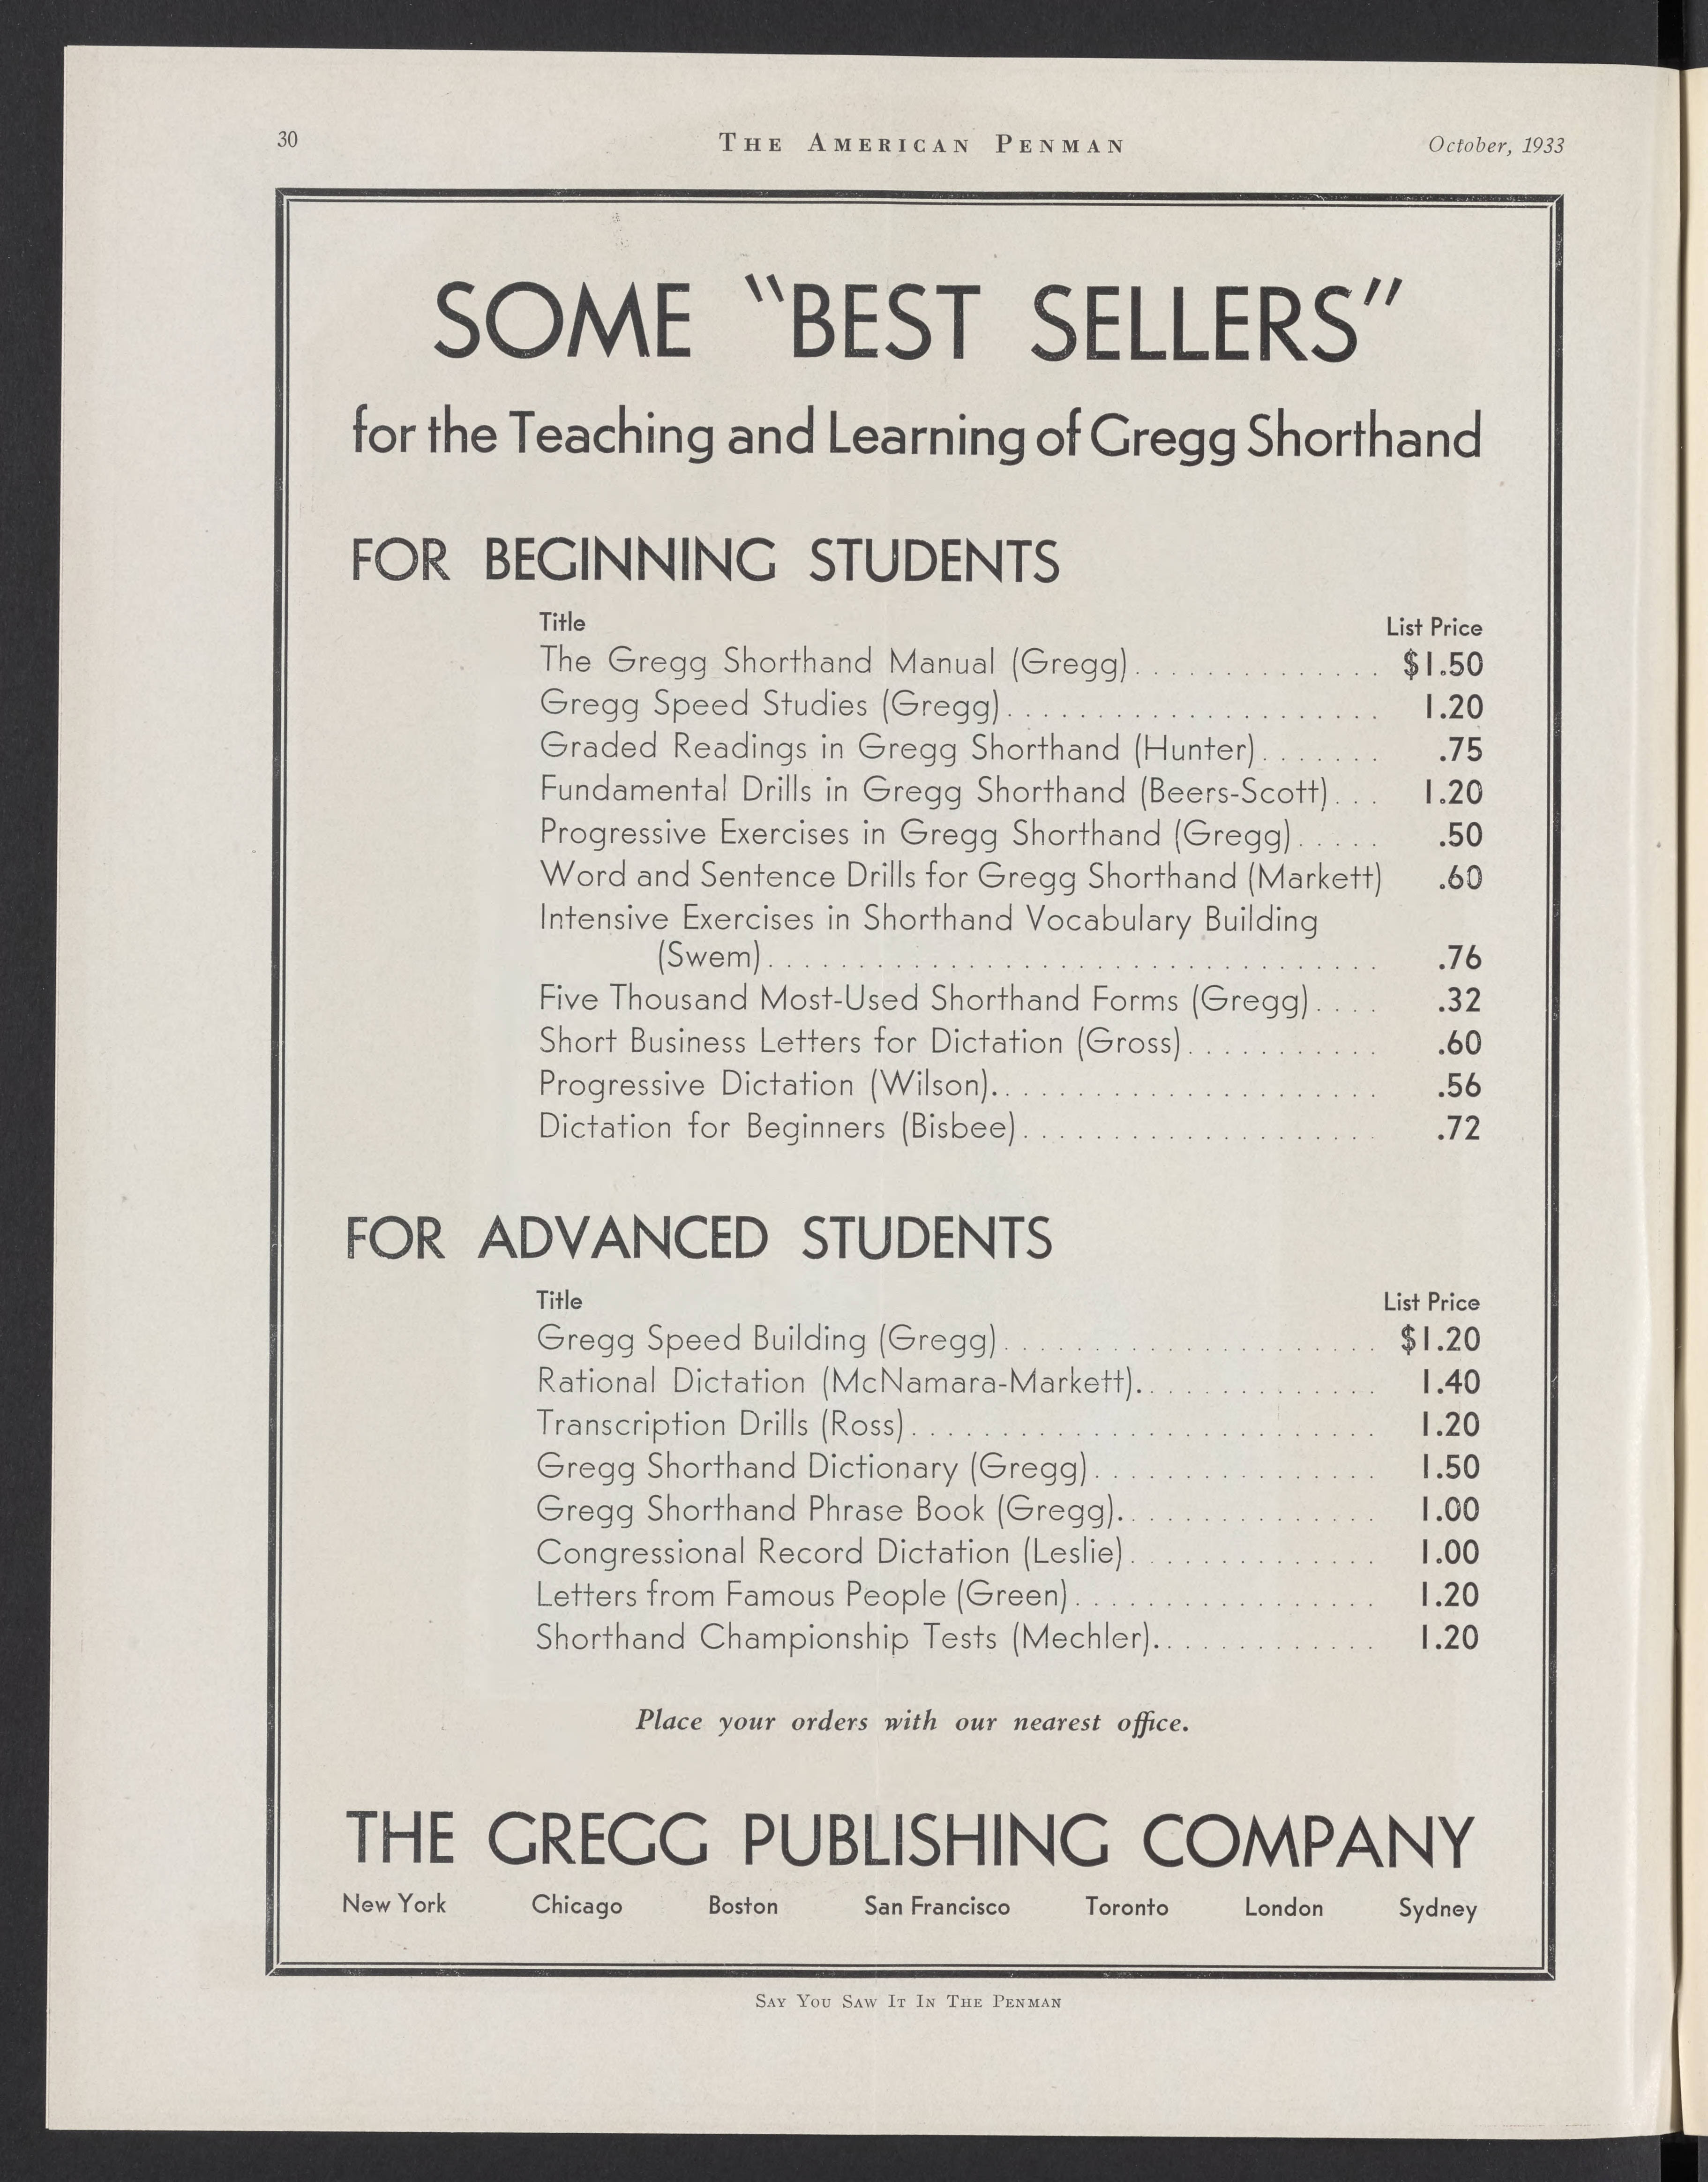 30
THE AMERICAN PENMAN
October, 1933
SOME "BEST SELLERS"
for the Teaching and Learning of Gregg Shorthand
FOR BEGINNING STUDENTS
Title List Price
The Gregg Shorthand Manual (Gregg).............. $1.50
Gregg Speed Studies (Gregg)..................... 1.20
Graded Readings in Gregg Shorthand (Hunter)....... .75
Fundamental Drills in Gregg Shorthand (Beers-Scott)... 1.20
Progressive Exercises in Gregg Shorthand (Gregg)..... .50
Word and Sentence Drills for Gregg Shorthand (Markett) .60
Intensive Exercises in Shorthand Vocabulary Building
(Swem).................................. .76
Five Thousand Most-Used Shorthand Forms (Gregg).... .32
Short Business Letters for Dictation (Gross)........... .60
Progressive Dictation (Wilson)...................... .56
Dictation for Beginners (Bisbee).................... .72
FOR ADVANCED STUDENTS
Title List Price
Gregg Speed Building (Gregg)..................... $1.20
Rational Dictation (McNamara-Markett).............. 1.40
Transcription Drills (Ross).......................... 1.20
Gregg Shorthand Dictionary (Gregg)................ 1.50
Gregg Shorthand Phrase Book (Gregg)............... 1.00
Congressional Record Dictation (Leslie).............. 1.00
Letters from Famous People (Green)................. 1.20
Shorthand Championship Tests (Mechler)............. 1.20
Place your orders with our nearest office.
THE GREGG PUBLISHING COMPANY
New York Chicago Boston San Francisco Toronto London Sydney
SAY YOU SAW IT IN THE PENMAN